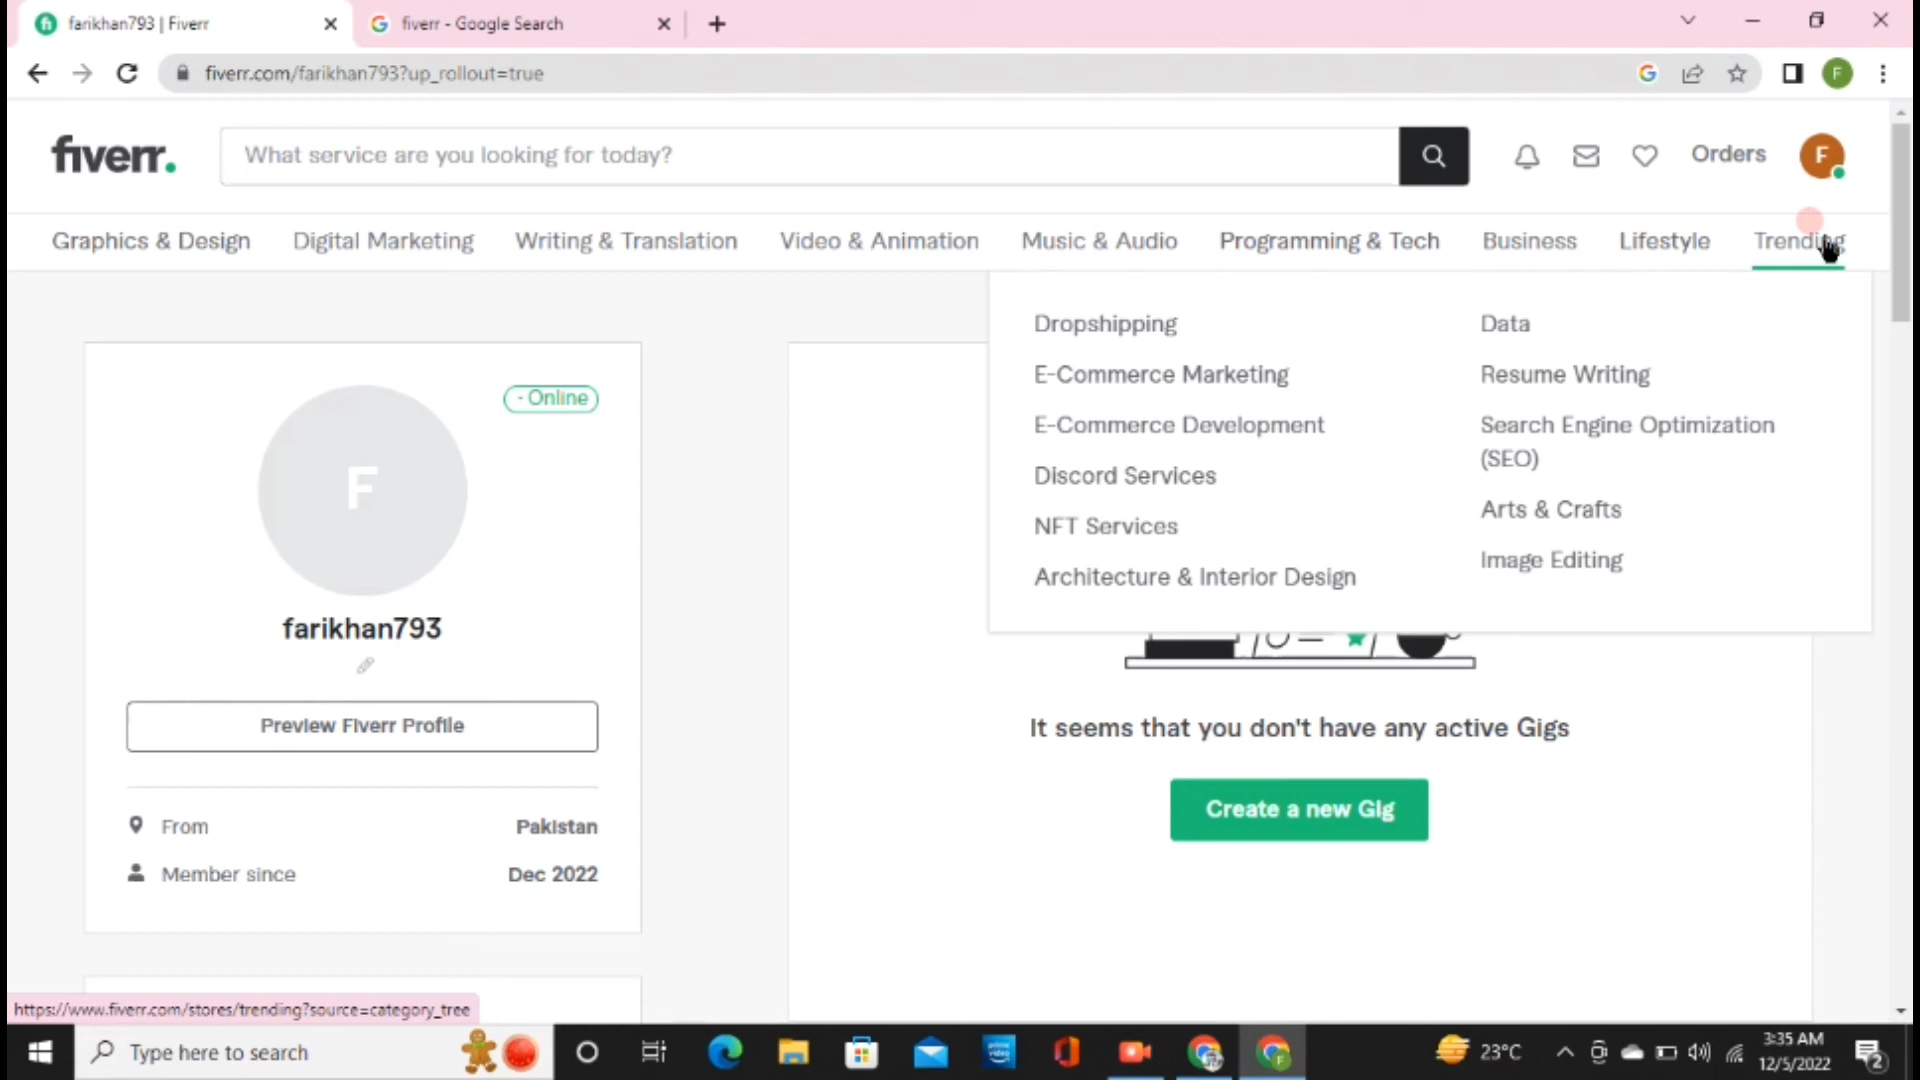 farikhan793 | Fiverr
fiverr - Google Search
fiverr.com/farikhan793?up_rollout=true
F
fiverr.
What service are you looking for today?
Orders
F
Graphics & Design
Digital Marketing
Writing & Translation
Video & Animation
Music & Audio
Programming & Tech
Business
Lifestyle
Trending
Dropshipping
E-Commerce Marketing
E-Commerce Development
Discord Services
NFT Services
Architecture & Interior Design
Data
Resume Writing
Search Engine Optimization
(SEO)
Arts & Crafts
Image Editing
- Online
F
farikhan793
Preview Fiverr Profile
From Pakistan
Member since Dec 2022
It seems that you don't have any active Gigs
Create a new Gig
https://www.fiverr.com/stores/trending?source=category_tree
Type here to search
prime video
23°C
3:35 AM
12/5/2022
2